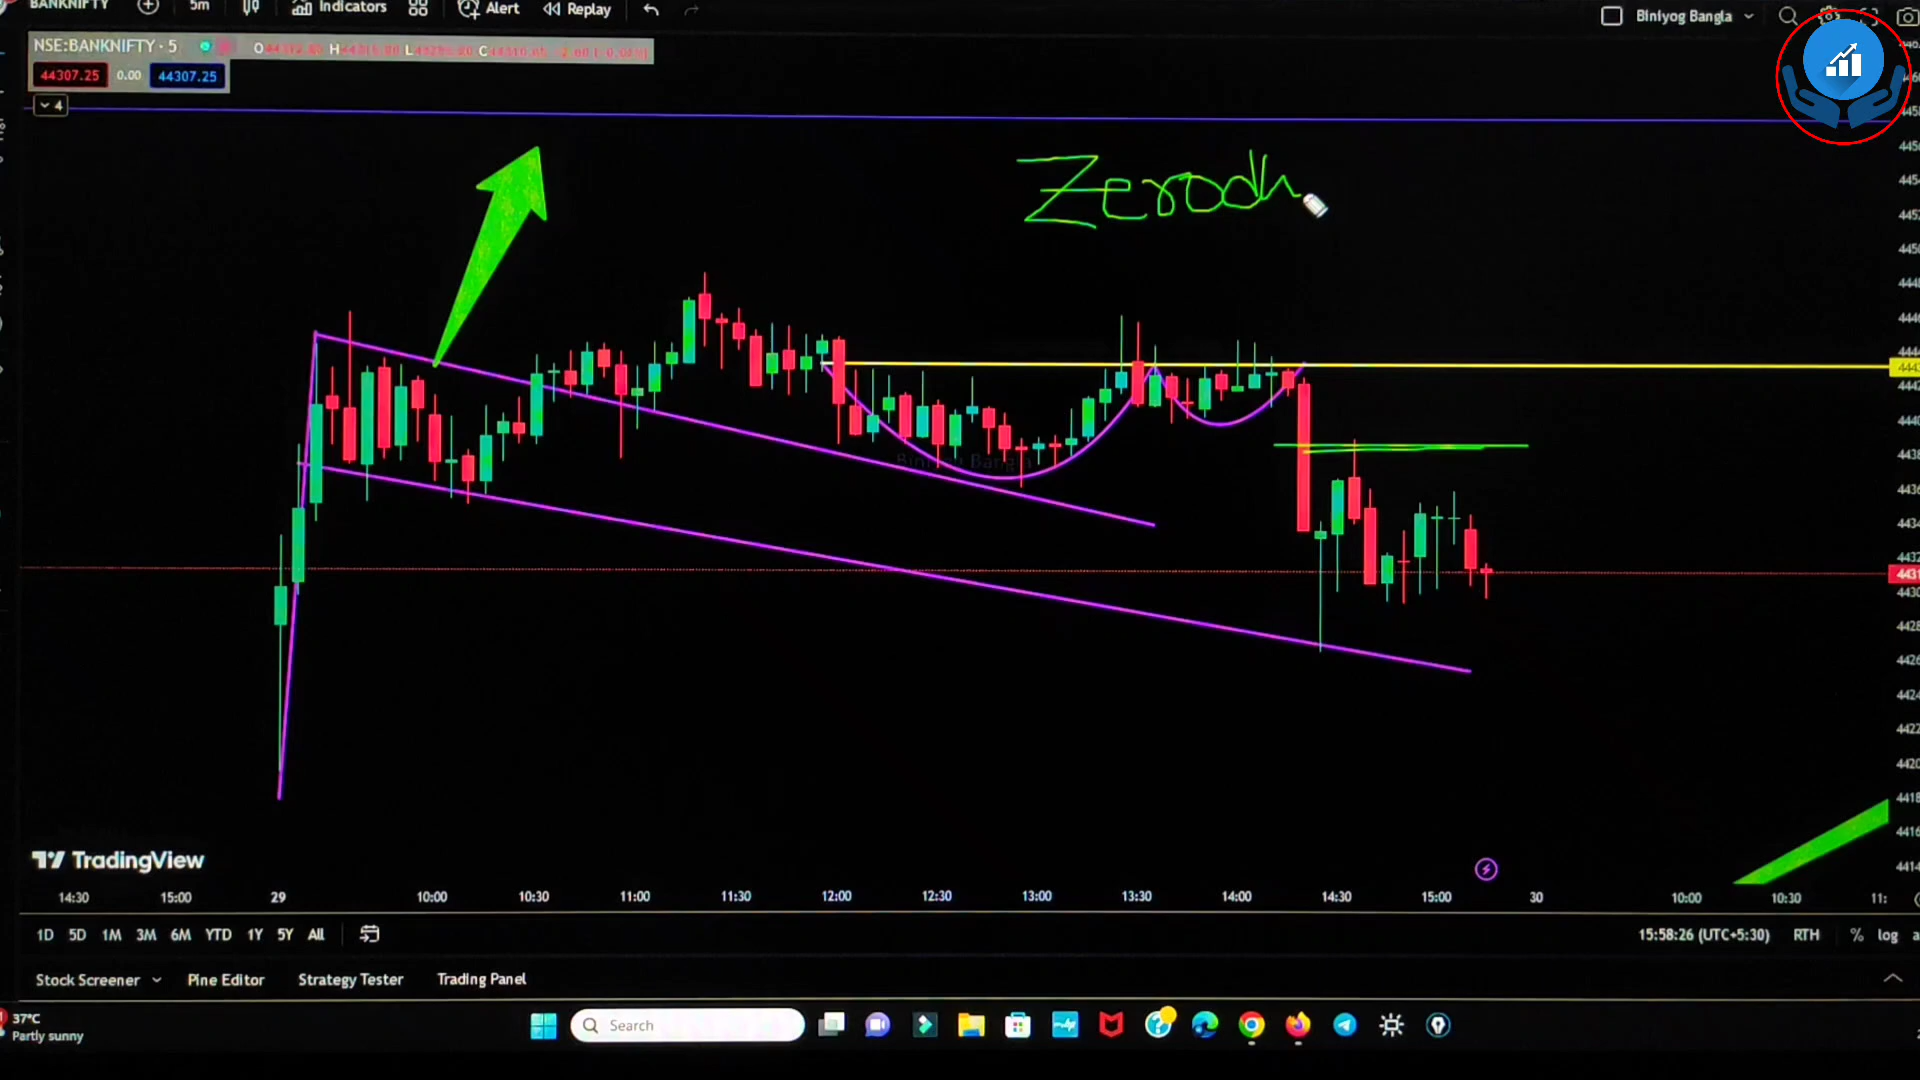 BANKNIFTY 5m Indicators Alert Replay Biniyog Bangla
NSE:BANKNIFTY · 5 O H L C
44307.25 0.00 44307.25
4
Zerodh
TradingView
14:30 15:00 29 10:00 10:30 11:00 11:30 12:00 12:30 13:00 13:30 14:00 14:30 15:00 30 10:00 10:30 11:
1D 5D 1M 3M 6M YTD 1Y 5Y All 15:58:26 (UTC+5:30) RTH % log
Stock Screener Pine Editor Strategy Tester Trading Panel
37°C
Partly sunny
Search